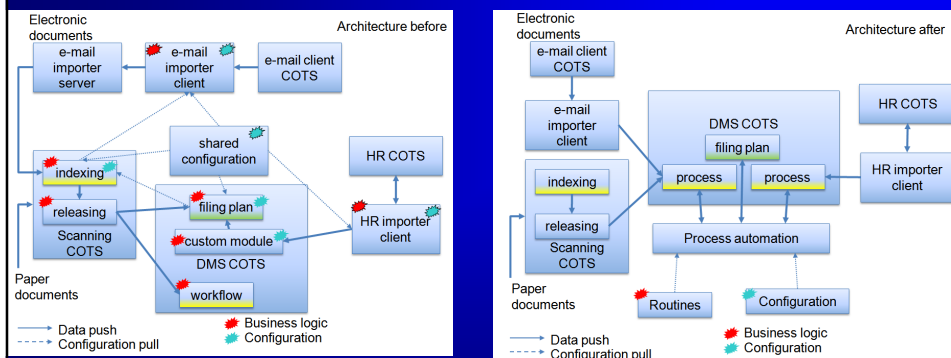 Electronic
documents
Architecture before
e-mail
importer
server
e-mail
importer
client
e-mail client
COTS
shared
configuration
HR COTS
indexing
releasing
Scanning
COTS
filing plan
custom module
DMS COTS
workflow
HR importer
client
Paper
documents
Data push
Configuration pull
Business logic
Configuration
Electronic
documents
Architecture after
e-mail client
COTS
e-mail
importer
client
DMS COTS
filing plan
process
process
HR COTS
HR importer
client
indexing
releasing
Scanning
COTS
Process automation
Paper
documents
Routines
Configuration
Data push
Configuration pull
Business logic
Configuration